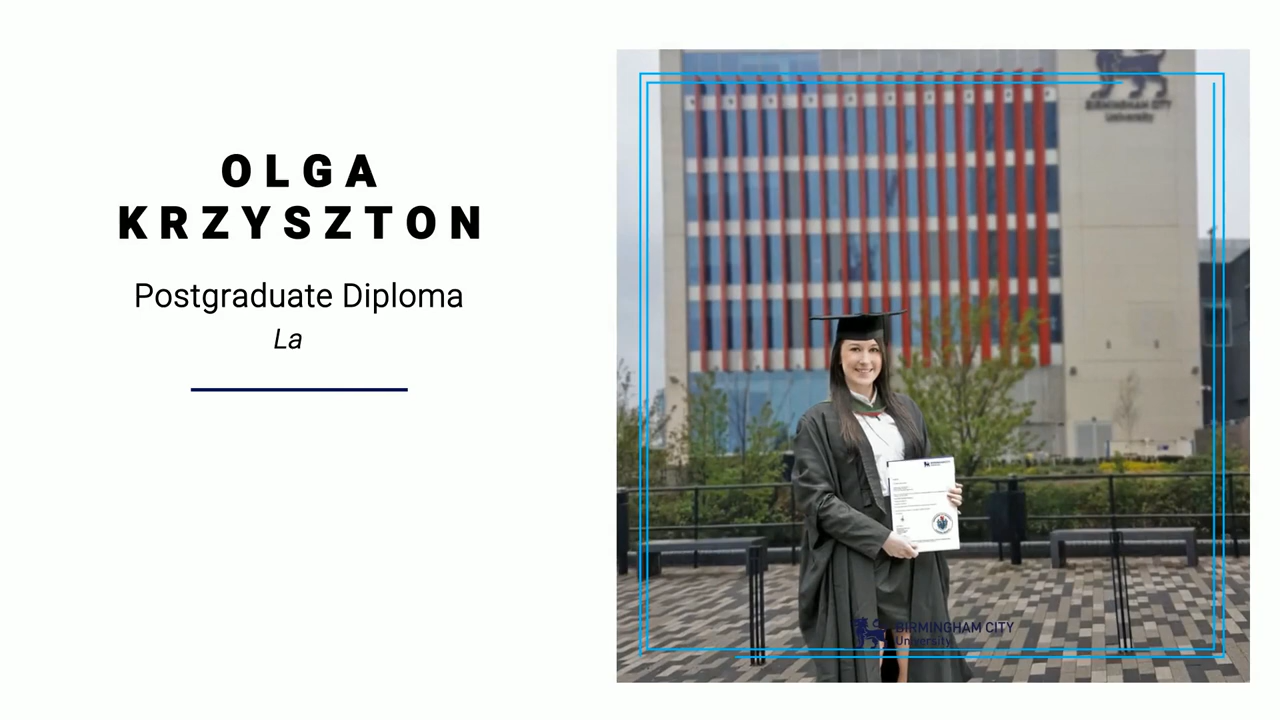 OLGA
KRZYSZTON
Postgraduate Diploma
La
BIRMINGHAM CITY
University
BIRMINGHAM CITY
University